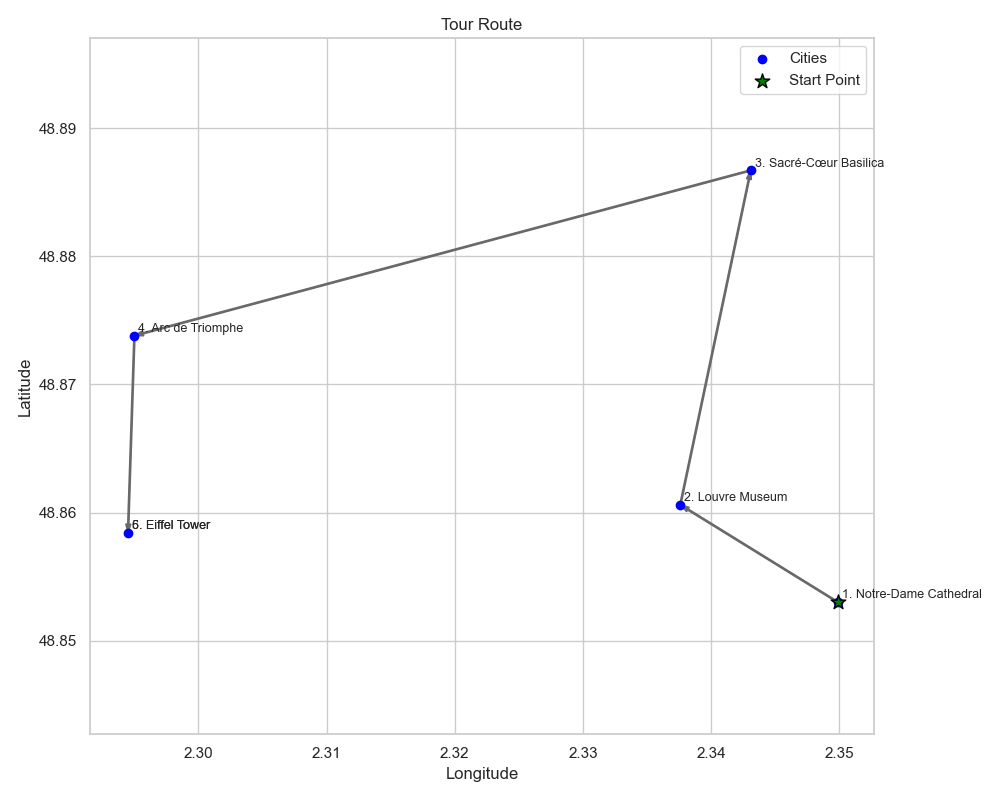 Tour Route
Cities
Start Point
48.89
3. Sacré-Cœur Basilica
48.88
4. Arc de Triomphe
48.87
2. Louvre Museum
48.86
6. Eiffel Tower
1. Notre-Dame Cathedral
48.85
Latitude
2.30 2.31 2.32 2.33 2.34 2.35
Longitude